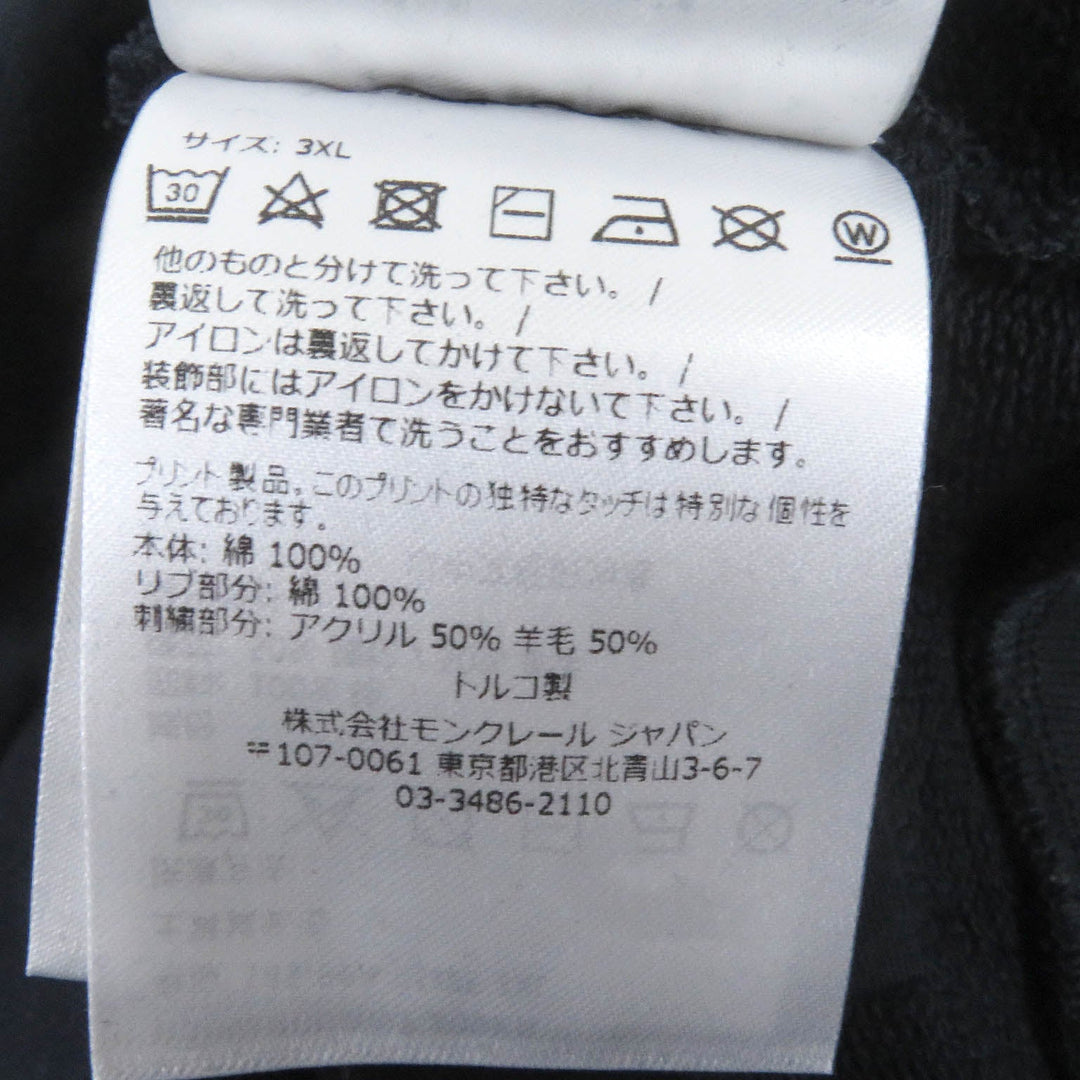 サイズ: 3XL
30
W
他のものと分けて洗って下さい。 /
裏返して洗って下さい。 /
アイロンは裏返してかけて下さい。 /
装飾部にはアイロンをかけないて下さい。 /
著名な専門業者で洗うことをおすすめします。
プリント製品。このプリントの独特なタッチは特別な個性を
与えております。
本体: 綿 100%
リブ部分: 綿 100%
刺繍部分: アクリル 50% 羊毛 50%
トルコ製
株式会社モンクレール ジャパン
〒107-0061 東京都港区北青山3-6-7
03-3486-2110